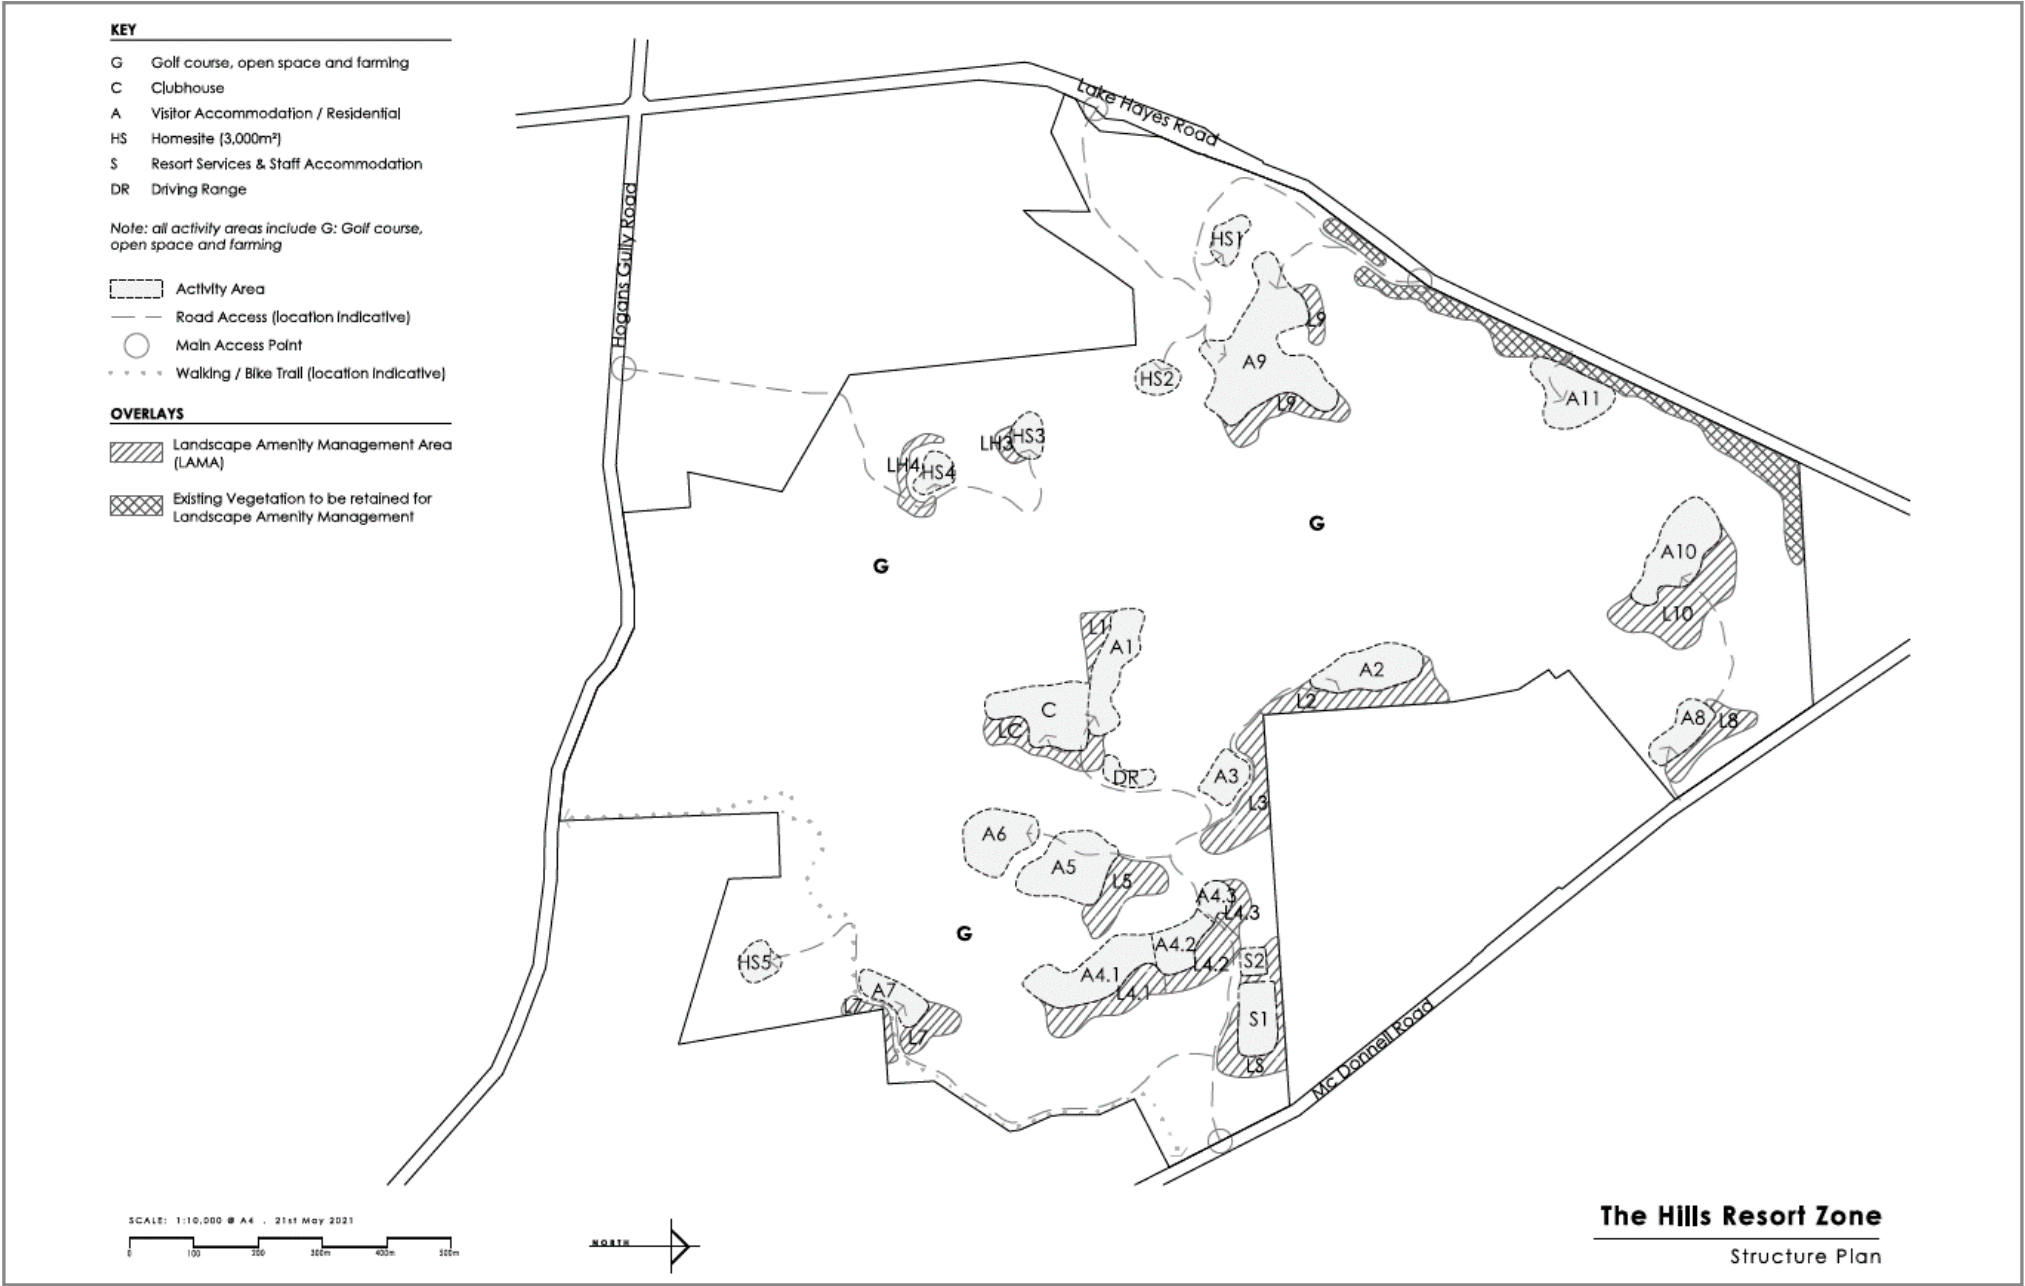 KEY
G Golf course, open space and farming
C Clubhouse
A Visitor Accommodation / Residential
HS Homesite (3,000m²)
S Resort Services & Staff Accommodation
DR Driving Range
Note: all activity areas include G: Golf course,
open space and farming
Activity Area
Road Access (location indicative)
Main Access Point
Walking / Bike Trail (location indicative)
OVERLAYS
Landscape Amenity Management Area
(LAMA)
Existing Vegetation to be retained for
Landscape Amenity Management
Lake Hayes Road
Hogans Gully Road
HS1
L9
A9
HS2
L9
A11
HS3
LH3
LH4
HS4
G
G
A10
L10
L1
A1
A2
L2
C
LC
A8
L8
DR
A3
L3
A6
A5
L5
A4.3
L4.3
G
A4.2
L4.2
A4.1
L4.1
S2
HS5
A7
L7
L7
S1
LS
Mc Donnell Road
SCALE: 1:10,000 @ A4 . 21st May 2021
0 100 200 300m 400m 500m
NORTH
The Hills Resort Zone
Structure Plan